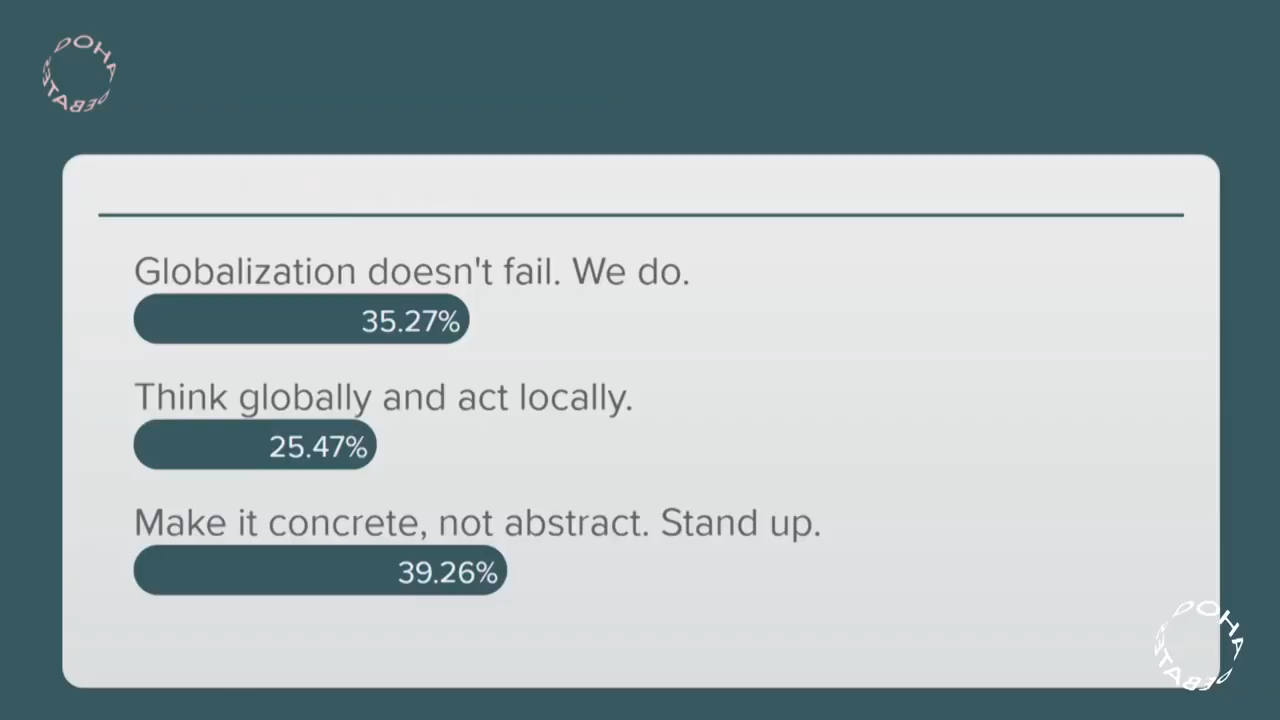 DOHA DEBATES
Globalization doesn't fail. We do.
35.27%
Think globally and act locally.
25.47%
Make it concrete, not abstract. Stand up.
39.26%
DOHA DEBATES